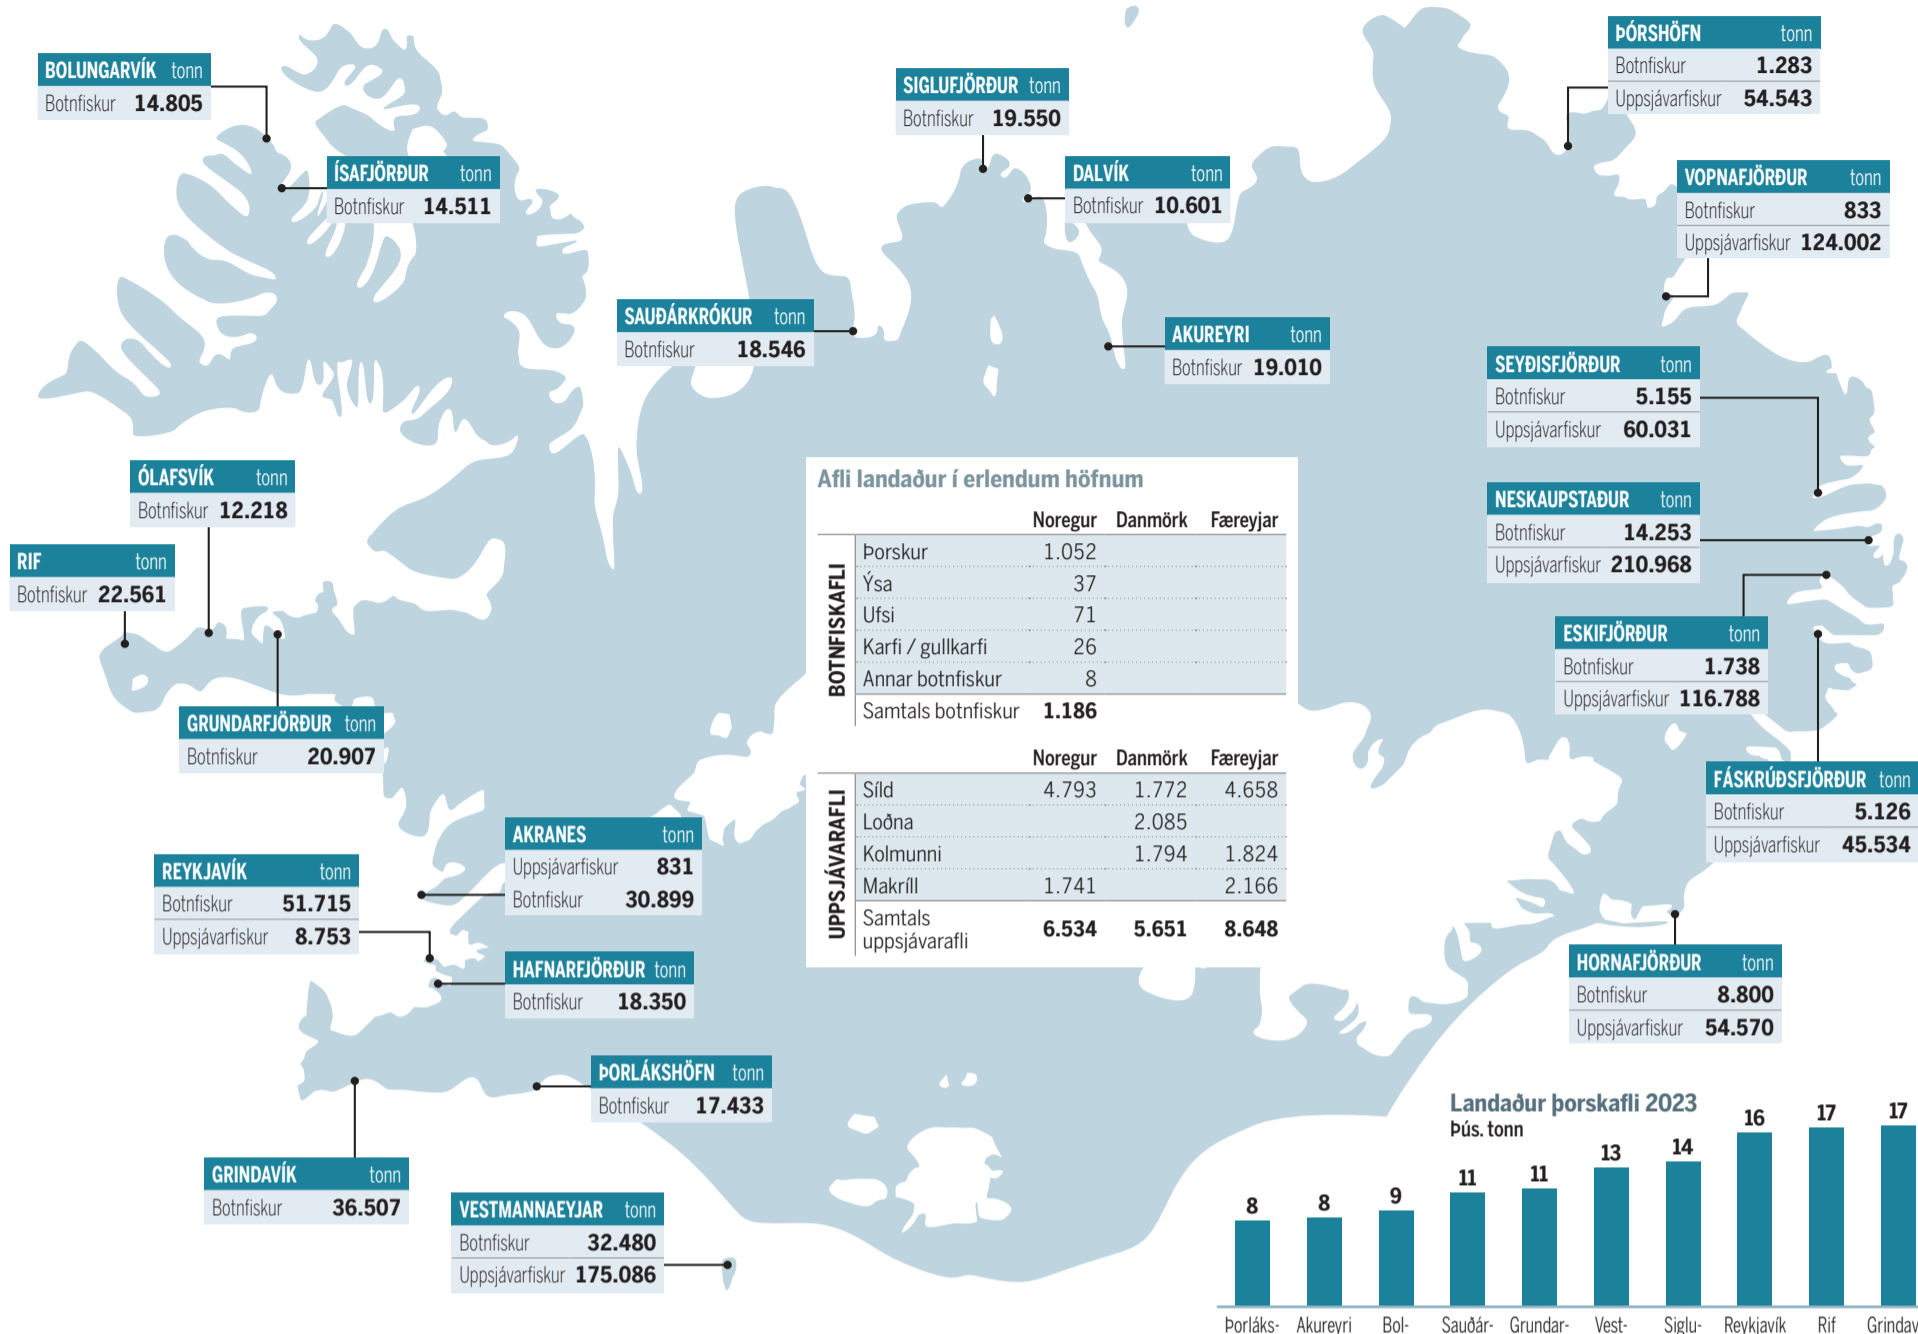 BOLUNGARVÍK tonn
Botnfiskur 14.805
ÍSAFJÖRÐUR tonn
Botnfiskur 14.511
SIGLUFJÖRÐUR tonn
Botnfiskur 19.550
DALVÍK tonn
Botnfiskur 10.601
ÞÓRSHÖFN tonn
Botnfiskur 1.283
Uppsjávarfiskur 54.543
VOPNAFJÖRÐUR tonn
Botnfiskur 833
Uppsjávarfiskur 124.002
SAUÐÁRKRÓKUR tonn
Botnfiskur 18.546
AKUREYRI tonn
Botnfiskur 19.010
SEYÐISFJÖRÐUR tonn
Botnfiskur 5.155
Uppsjávarfiskur 60.031
ÓLAFSVÍK tonn
Botnfiskur 12.218
NESKAUPSTAÐUR tonn
Botnfiskur 14.253
Uppsjávarfiskur 210.968
RIF tonn
Botnfiskur 22.561
ESKIFJÖRÐUR tonn
Botnfiskur 1.738
Uppsjávarfiskur 116.788
GRUNDARFJÖRÐUR tonn
Botnfiskur 20.907
FÁSKRÚÐSFJÖRÐUR tonn
Botnfiskur 5.126
Uppsjávarfiskur 45.534
Afli landaður í erlendum höfnum
Noregur Danmörk Færeyjar
BOTNFISKAFLI
Þorskur 1.052
Ýsa 37
Ufsi 71
Karfi / gullkarfi 26
Annar botnfiskur 8
Samtals botnfiskur 1.186
Noregur Danmörk Færeyjar
UPPSJÁVARAFLI
Síld 4.793 1.772 4.658
Loðna 2.085
Kolmunni 1.794 1.824
Makríll 1.741 2.166
Samtals
uppsjávarafli 6.534 5.651 8.648
AKRANES tonn
Uppsjávarfiskur 831
Botnfiskur 30.899
REYKJAVÍK tonn
Botnfiskur 51.715
Uppsjávarfiskur 8.753
HAFNARFJÖRÐUR tonn
Botnfiskur 18.350
HORNAFJÖRÐUR tonn
Botnfiskur 8.800
Uppsjávarfiskur 54.570
ÞORLÁKSHÖFN tonn
Botnfiskur 17.433
GRINDAVÍK tonn
Botnfiskur 36.507
VESTMANNAEYJAR tonn
Botnfiskur 32.480
Uppsjávarfiskur 175.086
Landaður þorskafli 2023
Þús. tonn
8 8 9 11 11 13 14 16 17 17
Þorláks- Akureyri Bol- Sauðár- Grundar- Vest- Siglu- Reykjavík Rif Grindav